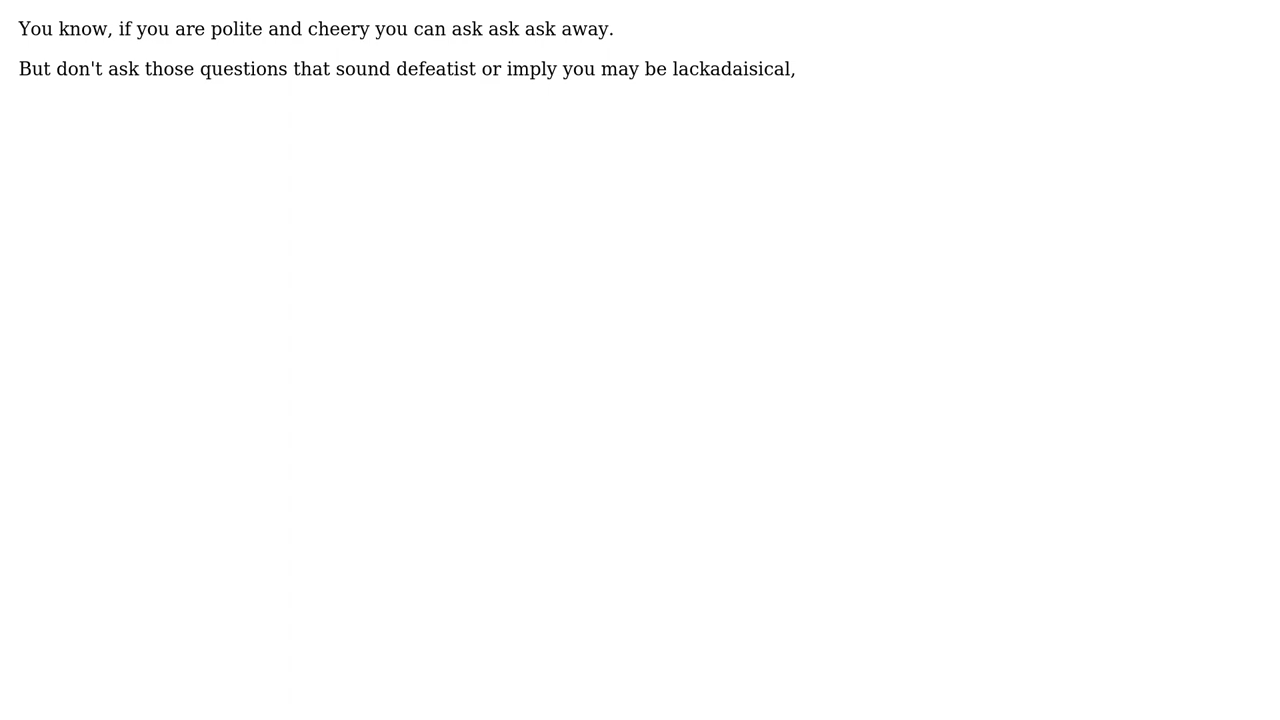 You know, if you are polite and cheery you can ask ask ask away.
But don't ask those questions that sound defeatist or imply you may be lackadaisical,